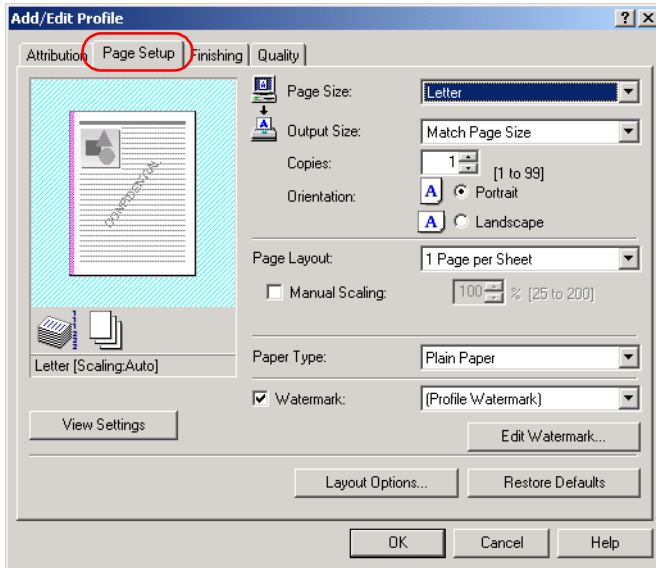 Add/Edit Profile
Attribution Page Setup Finishing Quality
CONFIDENTIAL
Letter [Scaling:Auto]
View Settings
Page Size: Letter
Output Size: Match Page Size
Copies: 1 [1 to 99]
Orientation: A Portrait
A Landscape
Page Layout: 1 Page per Sheet
Manual Scaling: 100 % [25 to 200]
Paper Type: Plain Paper
Watermark: (Profile Watermark)
Edit Watermark...
Layout Options... Restore Defaults
OK Cancel Help